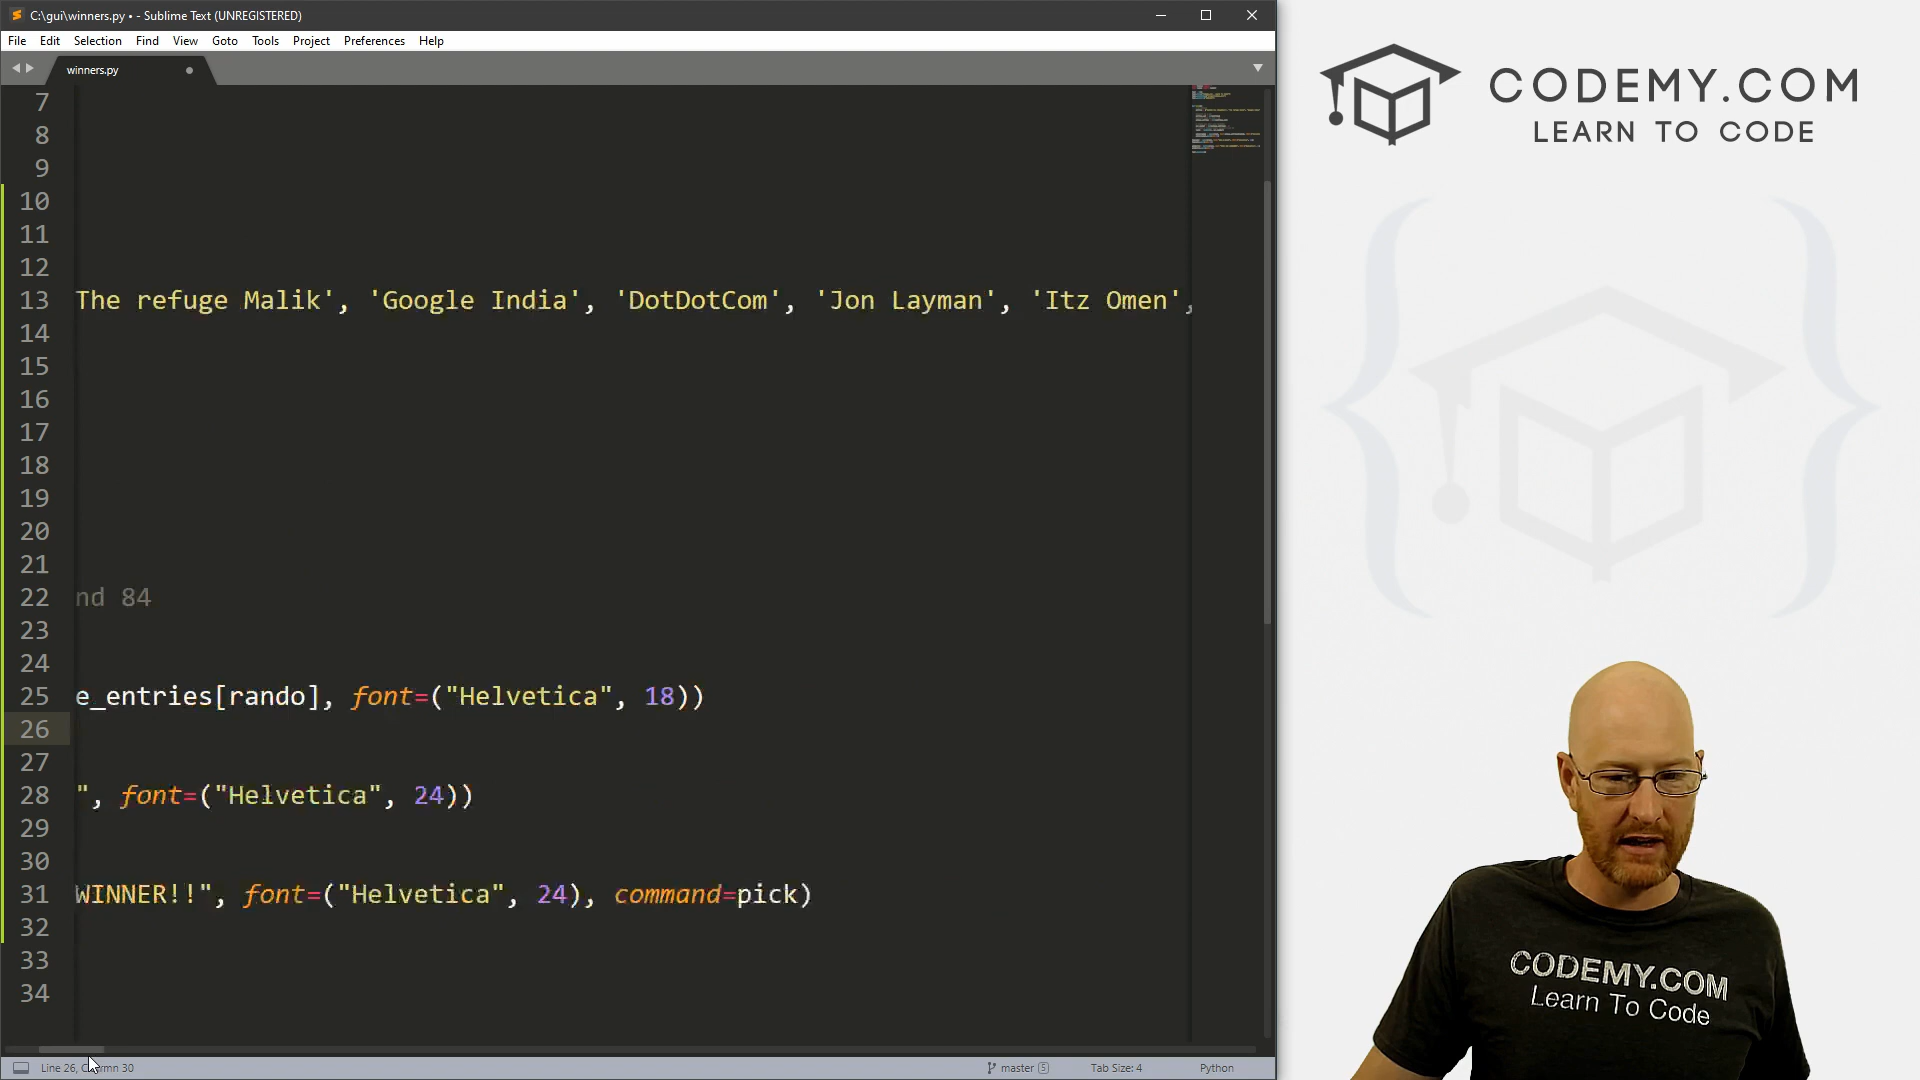 C:\gui\winners.py • - Sublime Text (UNREGISTERED)
File Edit Selection Find View Goto Tools Project Preferences Help
winners.py
7
8
9
10
11
12
13 The refuge Malik', 'Google India', 'DotDotCom', 'Jon Layman', 'Itz Omen',
14
15
16
17
18
19
20
21
22 nd 84
23
24
25 e_entries[rando], font=("Helvetica", 18))
26
27
28 ", font=("Helvetica", 24))
29
30
31 WINNER!!", font=("Helvetica", 24), command=pick)
32
33
34
Line 26, Column 30 master 5 Tab Size: 4 Python
CODEMY.COM
LEARN TO CODE
CODEMY.COM
Learn To Code